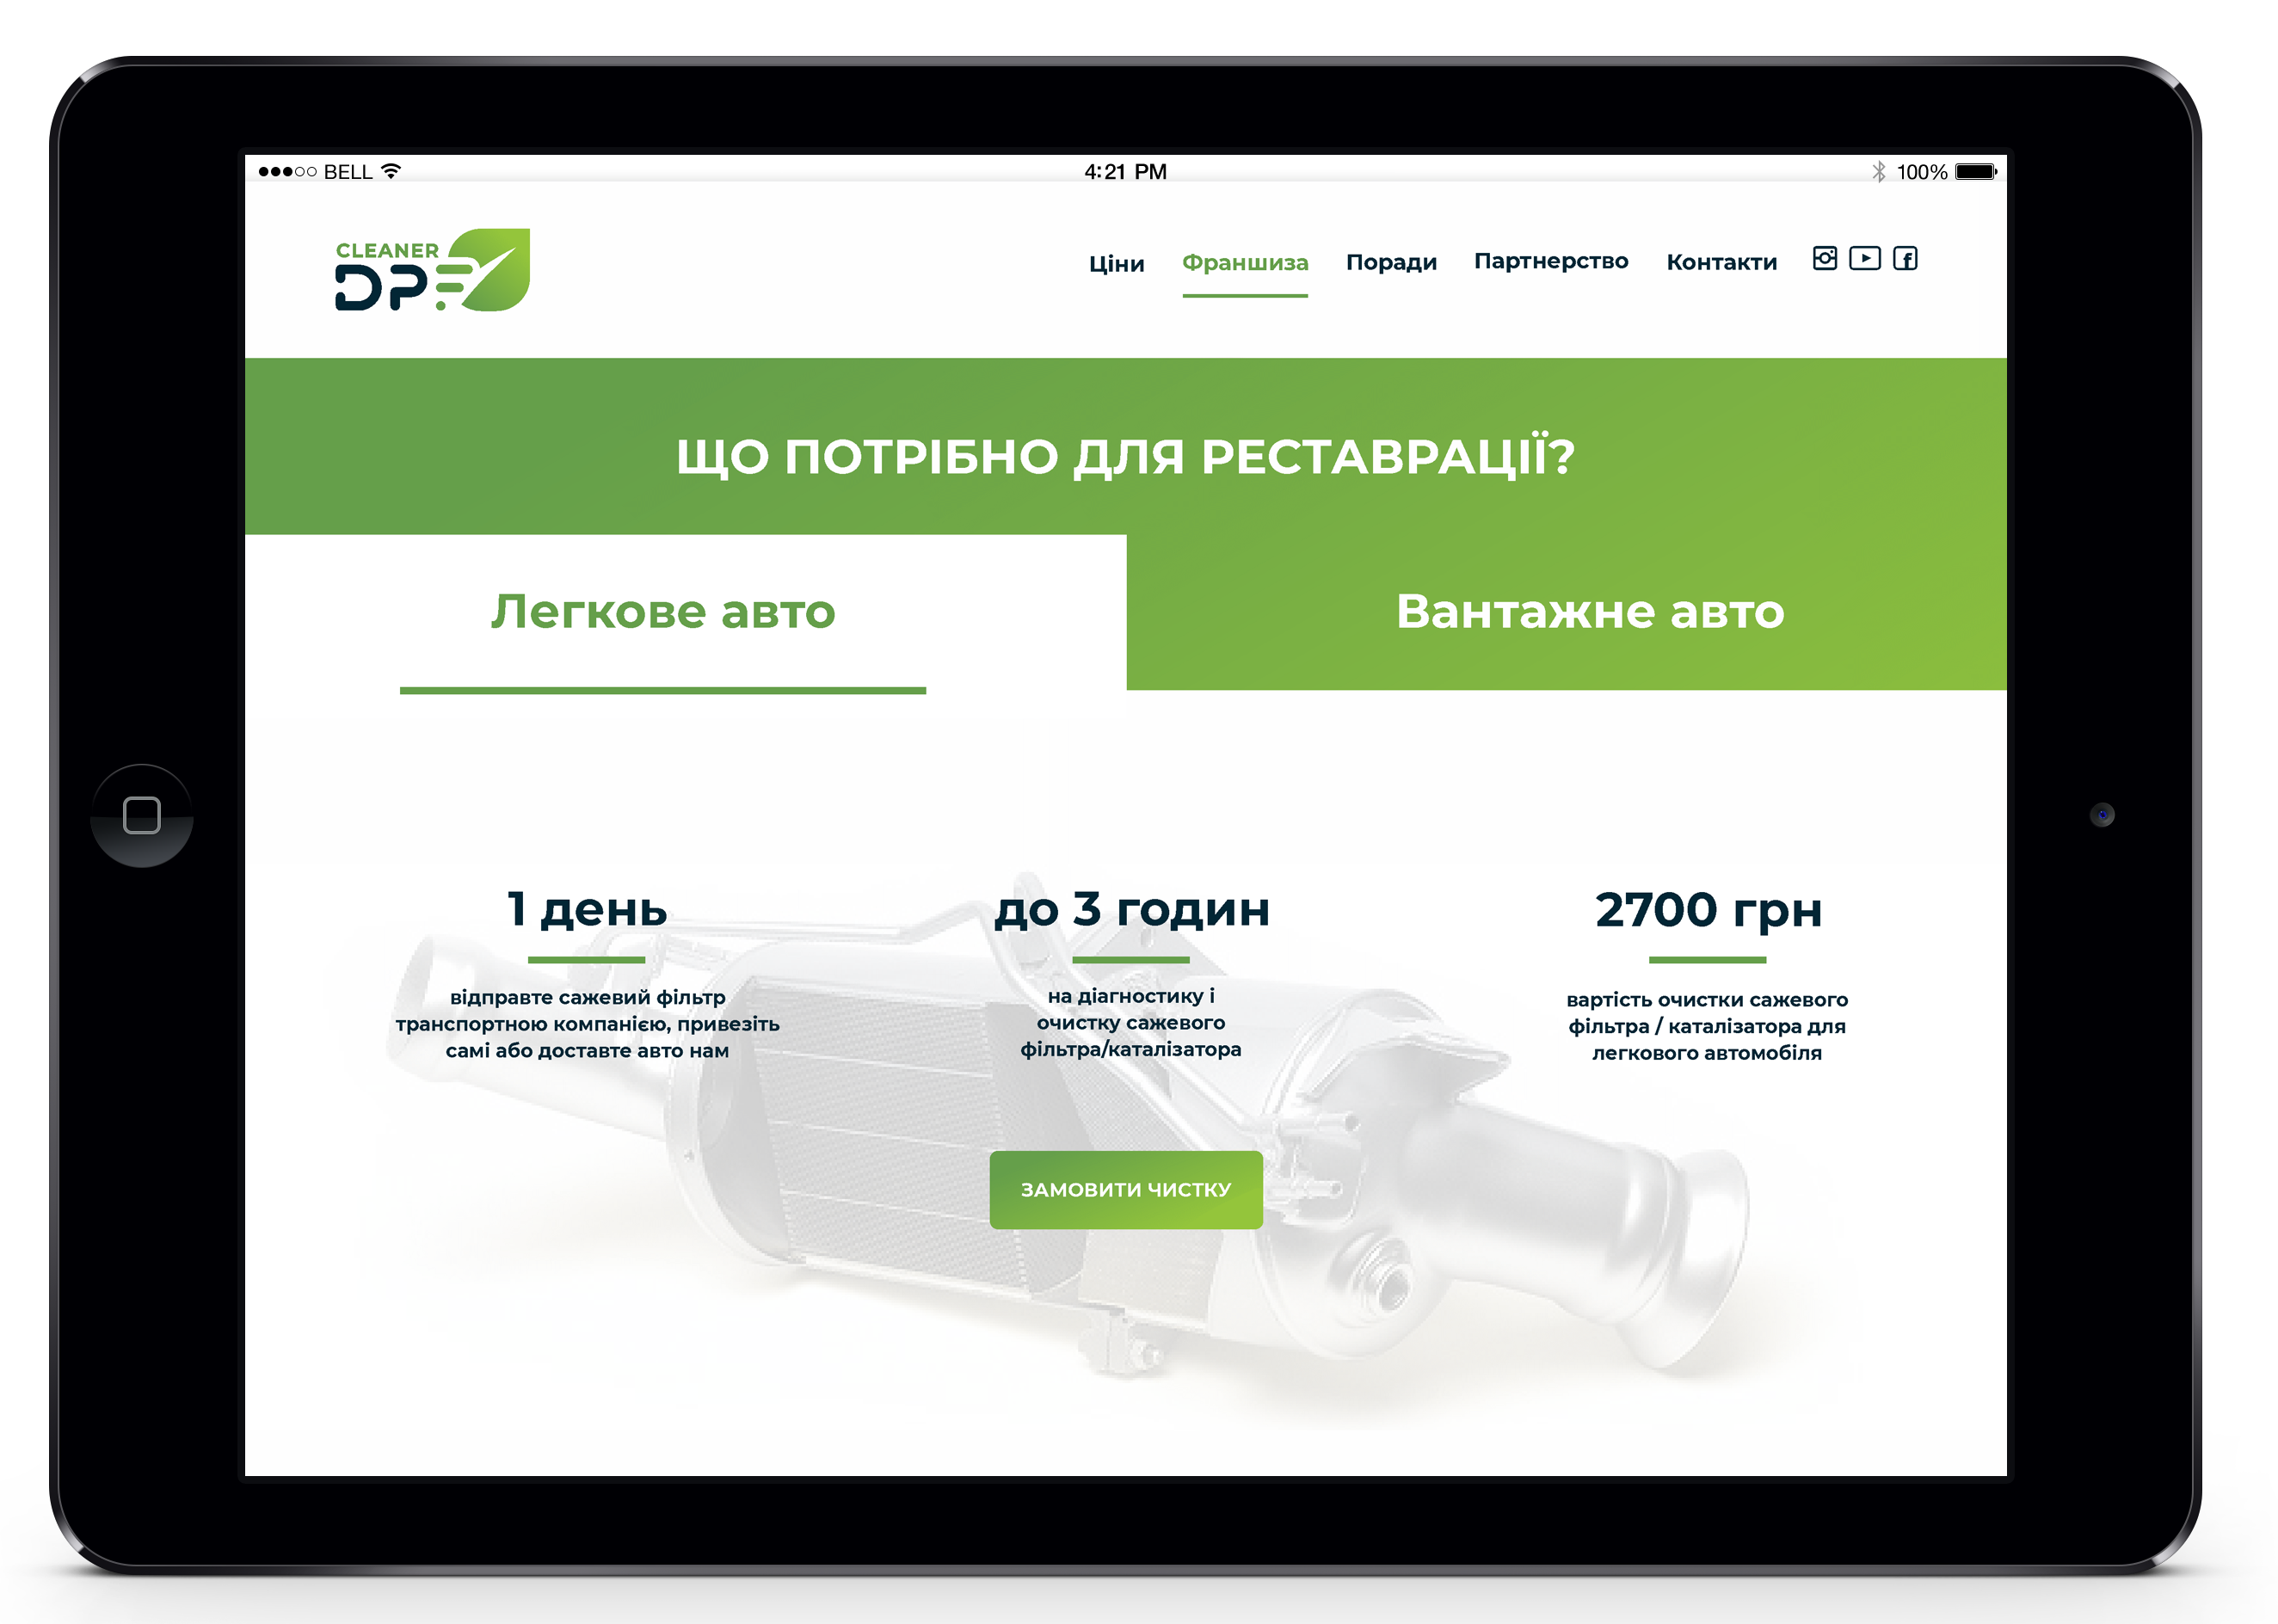 BELL
4:21 PM
100%
CLEANER
DPF
Ціни
Франшиза
Поради
Партнерство
Контакти
ЩО ПОТРІБНО ДЛЯ РЕСТАВРАЦІЇ?
Легкове авто
Вантажне авто
1 день
відправте сажевий фільтр
транспортною компанією, привезіть
самі або доставте авто нам
до 3 годин
на діагностику і
очистку сажевого
фільтра/каталізатора
2700 грн
вартість очистки сажевого
фільтра / каталізатора для
легкового автомобіля
ЗАМОВИТИ ЧИСТКУ